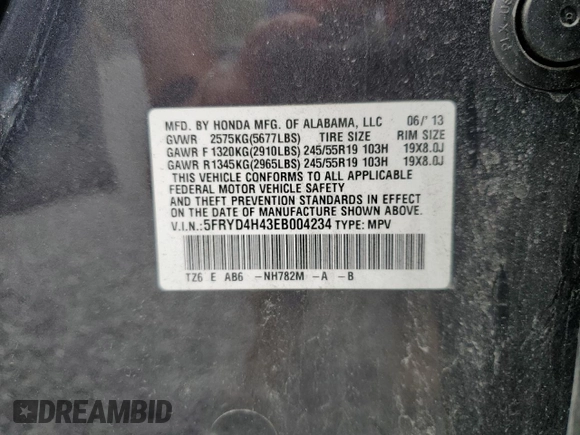 MFD. BY HONDA MFG. OF ALABAMA, LLC 06/'13
GVWR 2575KG(5677LBS) TIRE SIZE RIM SIZE
GAWR F1320KG(2910LBS) 245/55R19 103H 19X8.0J
GAWR R1345KG(2965LBS) 245/55R19 103H 19X8.0J
THIS VEHICLE CONFORMS TO ALL APPLICABLE
FEDERAL MOTOR VEHICLE SAFETY
AND THEFT PREVENTION STANDARDS IN EFFECT ON THE
DATE OF MANUFACTURE SHOWN ABOVE.
V.I.N.:5FRYD4H43EB004234 TYPE: MPV
TZ6 E AB6 -NH782M -A -B
DREAMBID